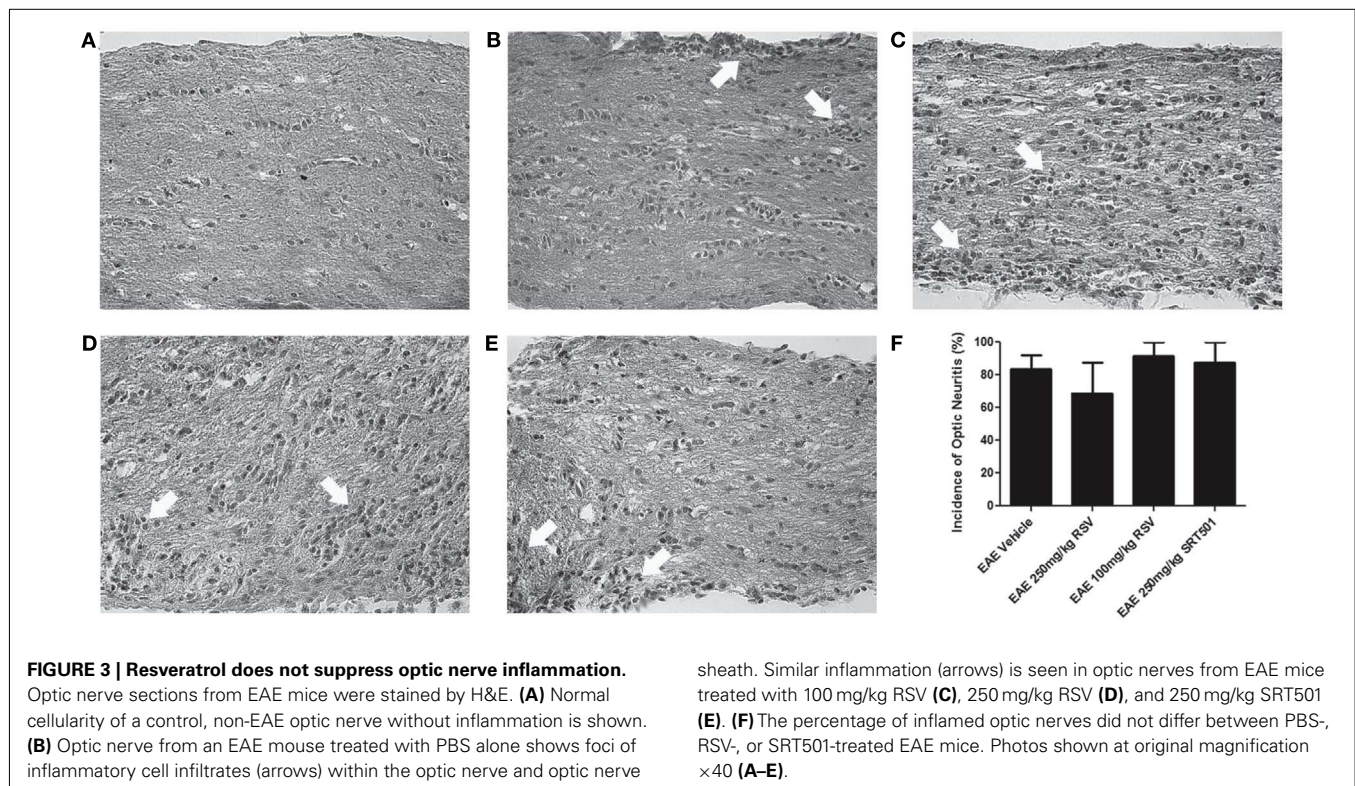 A
B
C
D
E
F
Incidence of Optic Neuritis (%)
100
80
60
40
20
0
EAE Vehicle
EAE 250mg/kg RSV
EAE 100mg/kg RSV
EAE 250mg/kg SRT501
FIGURE 3 | Resveratrol does not suppress optic nerve inflammation.
Optic nerve sections from EAE mice were stained by H&E. (A) Normal
cellularity of a control, non-EAE optic nerve without inflammation is shown.
(B) Optic nerve from an EAE mouse treated with PBS alone shows foci of
inflammatory cell infiltrates (arrows) within the optic nerve and optic nerve
sheath. Similar inflammation (arrows) is seen in optic nerves from EAE mice
treated with 100 mg/kg RSV (C), 250 mg/kg RSV (D), and 250 mg/kg SRT501
(E). (F) The percentage of inflamed optic nerves did not differ between PBS-,
RSV-, or SRT501-treated EAE mice. Photos shown at original magnification
×40 (A–E).